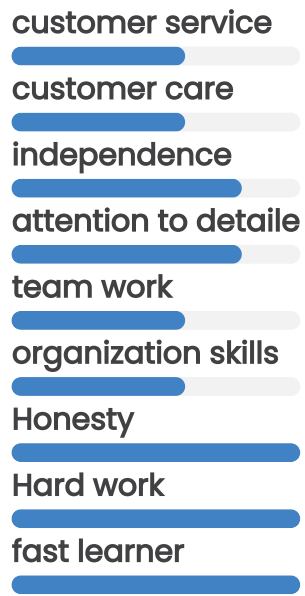 customer service
customer care
independence
attention to detaile
team work
organization skills
Honesty
Hard work
fast learner